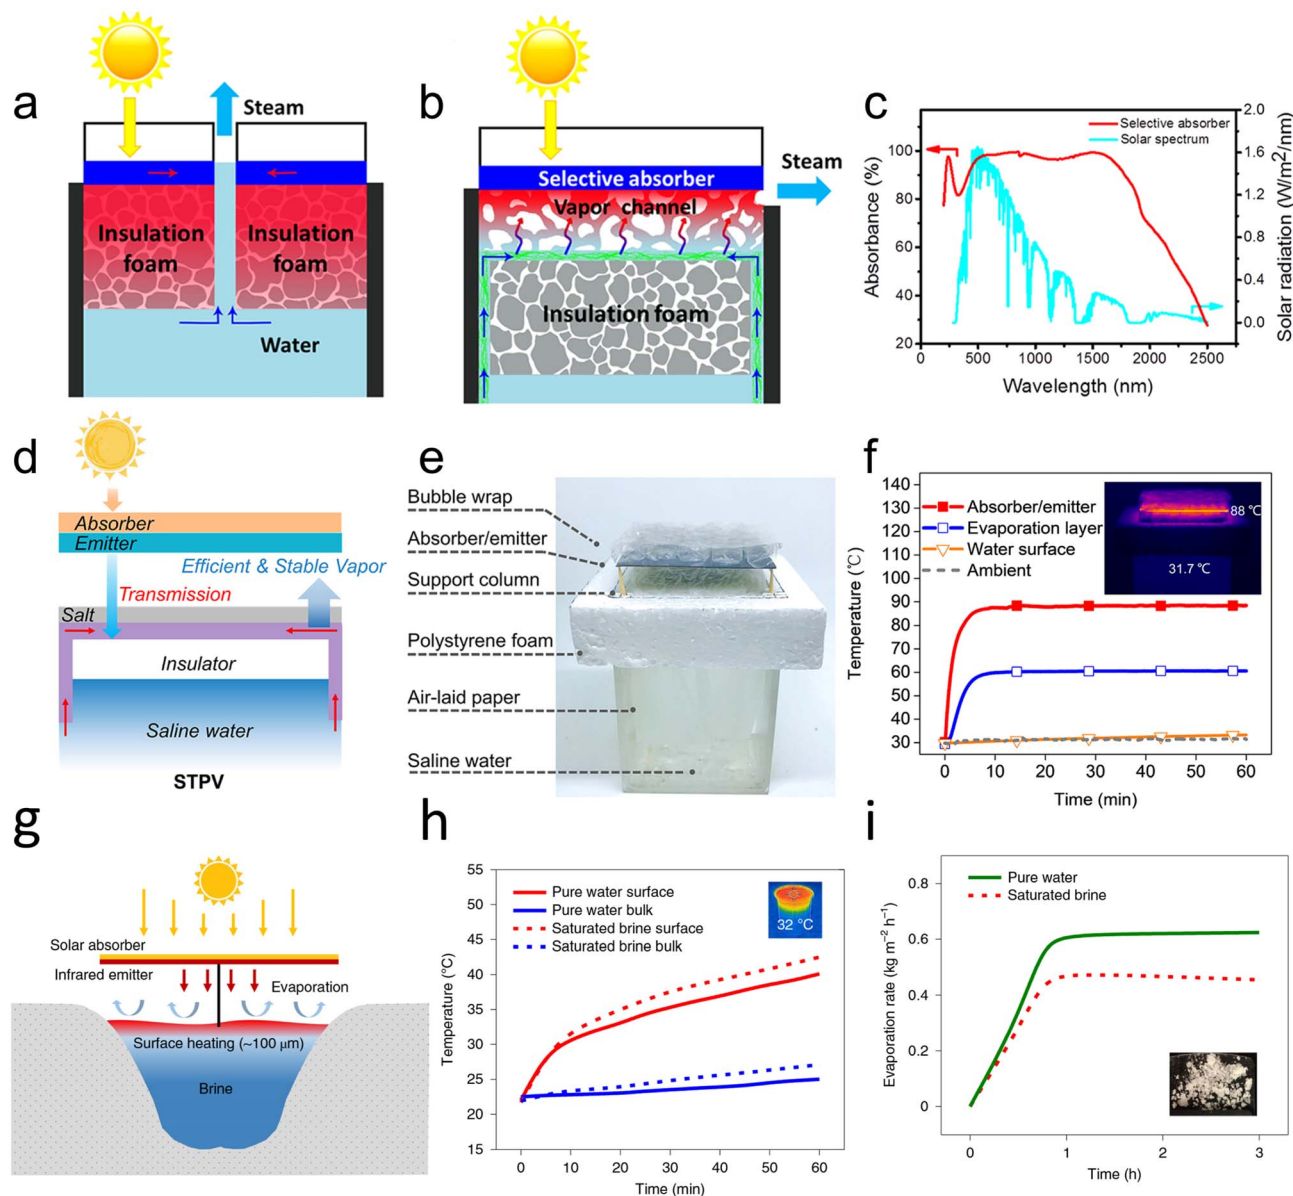 a
Steam
Insulation
foam
Insulation
foam
Water
b
Selective absorber
Steam
Vapor channel
Insulation foam
c
Selective absorber
Solar spectrum
Absorbance (%)
100
80
60
40
20
0
500
1000
1500
2000
2500
Wavelength (nm)
2.0
1.6
1.2
0.8
0.4
0.0
Solar radiation (W/m²/nm)
d
Absorber
Emitter
Efficient & Stable Vapor
Transmission
Salt
Insulator
Saline water
STPV
e
Bubble wrap
Absorber/emitter
Support column
Polystyrene foam
Air-laid paper
Saline water
f
Absorber/emitter
Evaporation layer
Water surface
Ambient
88 ℃
31.7 ℃
Temperature (℃)
140
130
120
110
100
90
80
70
60
50
40
30
0
10
20
30
40
50
60
Time (min)
g
Solar absorber
Infrared emitter
Evaporation
Surface heating (~100 μm)
Brine
h
Pure water surface
Pure water bulk
Saturated brine surface
Saturated brine bulk
32 °C
Temperature (°C)
55
50
45
40
35
30
25
20
15
0
10
20
30
40
50
60
Time (min)
i
Pure water
Saturated brine
Evaporation rate (kg m⁻² h⁻¹)
0.8
0.6
0.4
0.2
0
0
1
2
3
Time (h)